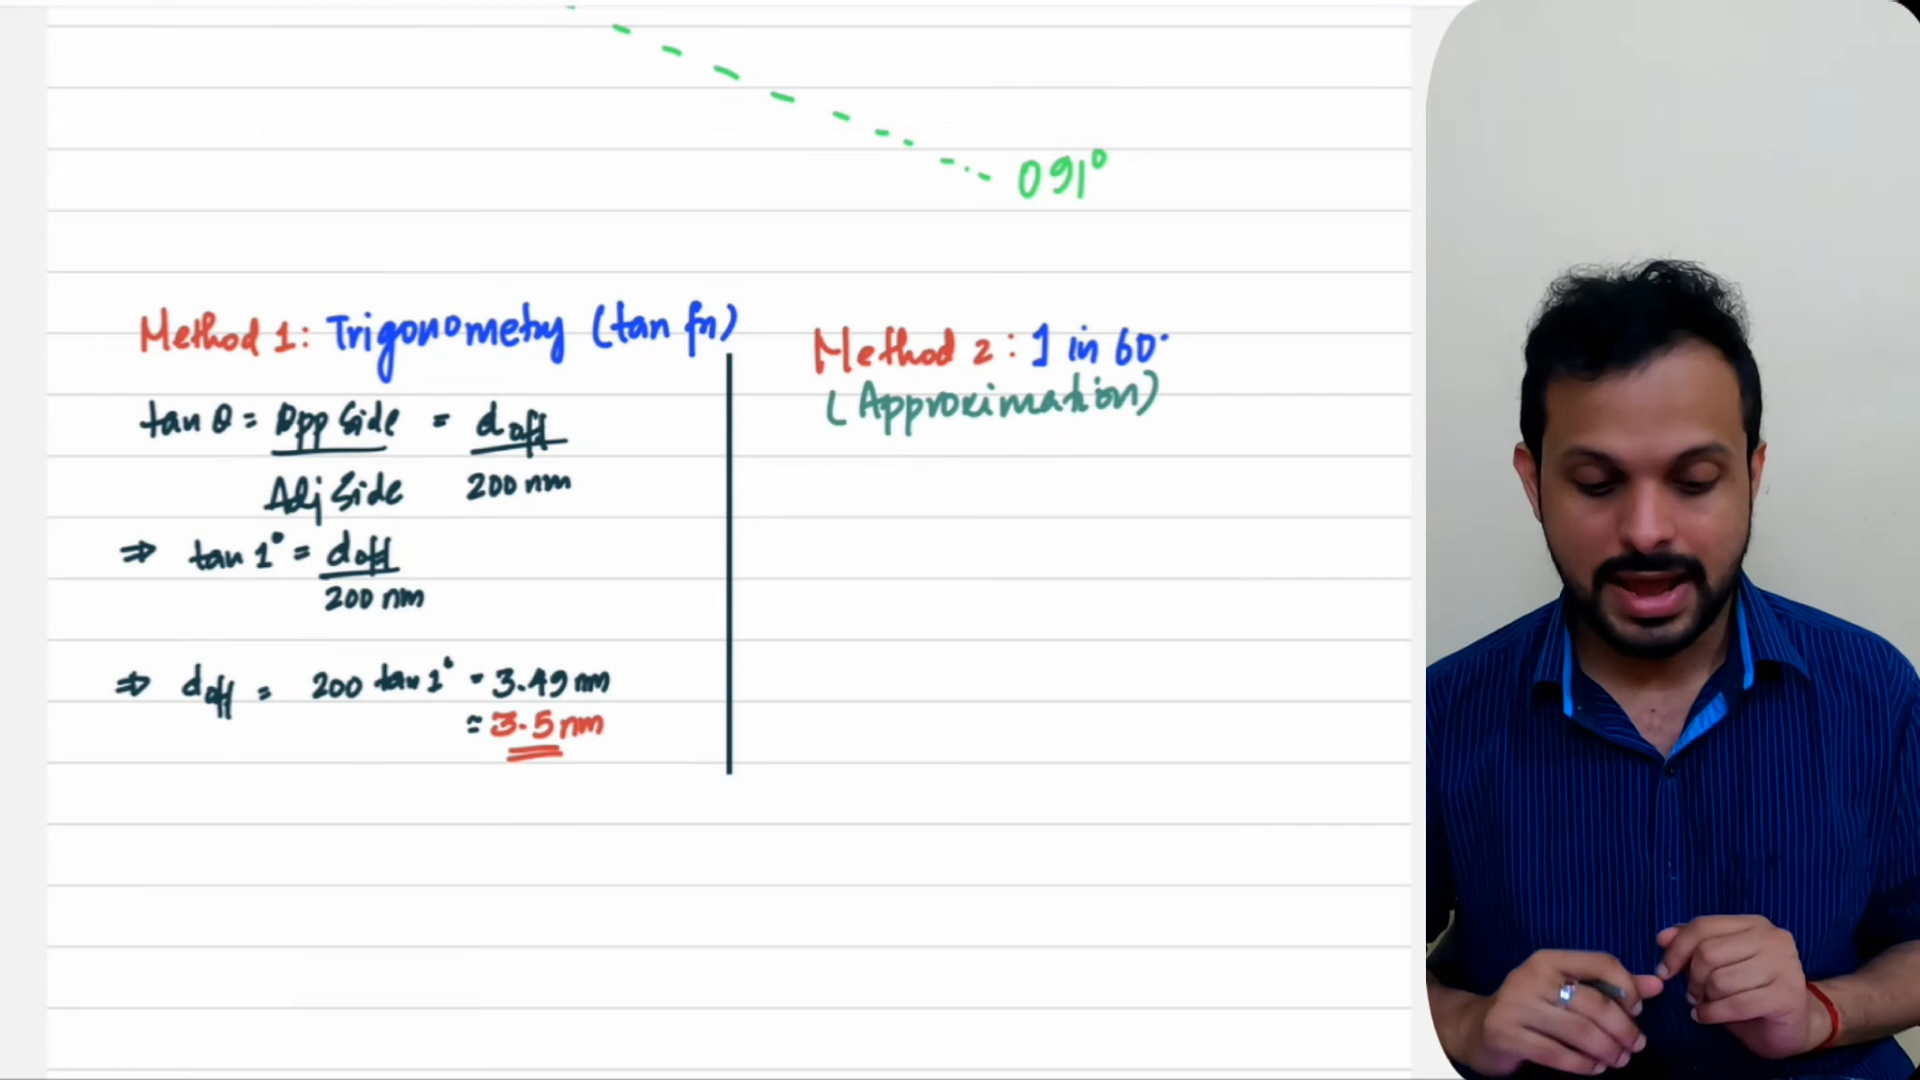 091°
Method 1: Trigonometry (tan fn)
tan θ = Opp Side = d off
Adj Side 200 nm
⇒ tan 1° = d off
200 nm
⇒ d off = 200 tan 1° = 3.49 nm
= 3.5 nm
Method 2: 1 in 60
(Approximation)